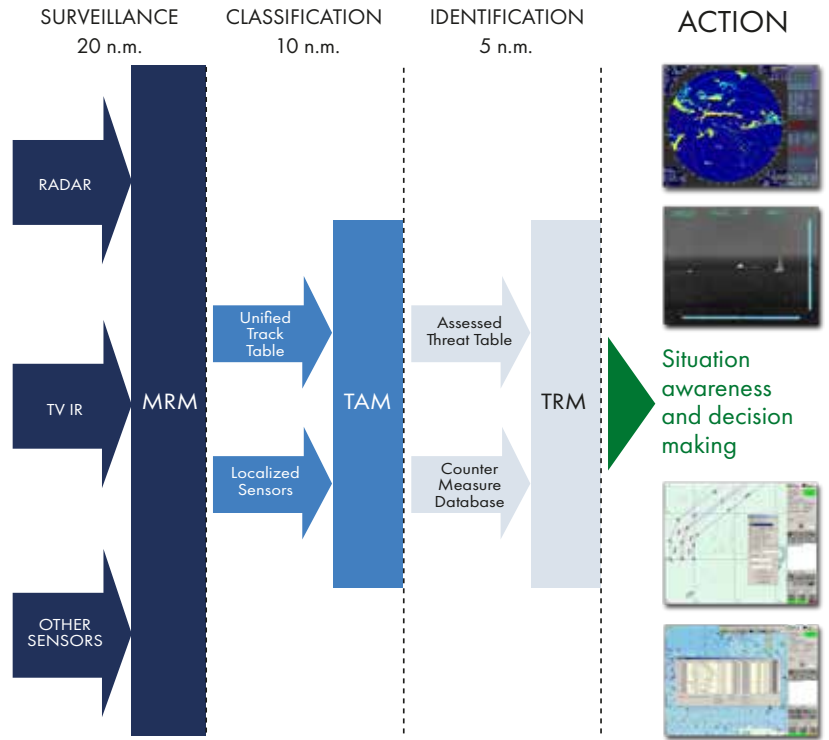 SURVEILLANCE
20 n.m.
CLASSIFICATION
10 n.m.
IDENTIFICATION
5 n.m.
ACTION
RADAR
TV IR
OTHER
SENSORS
MRM
Unified
Track
Table
Localized
Sensors
TAM
Assessed
Threat Table
Counter
Measure
Database
TRM
Situation
awareness
and decision
making